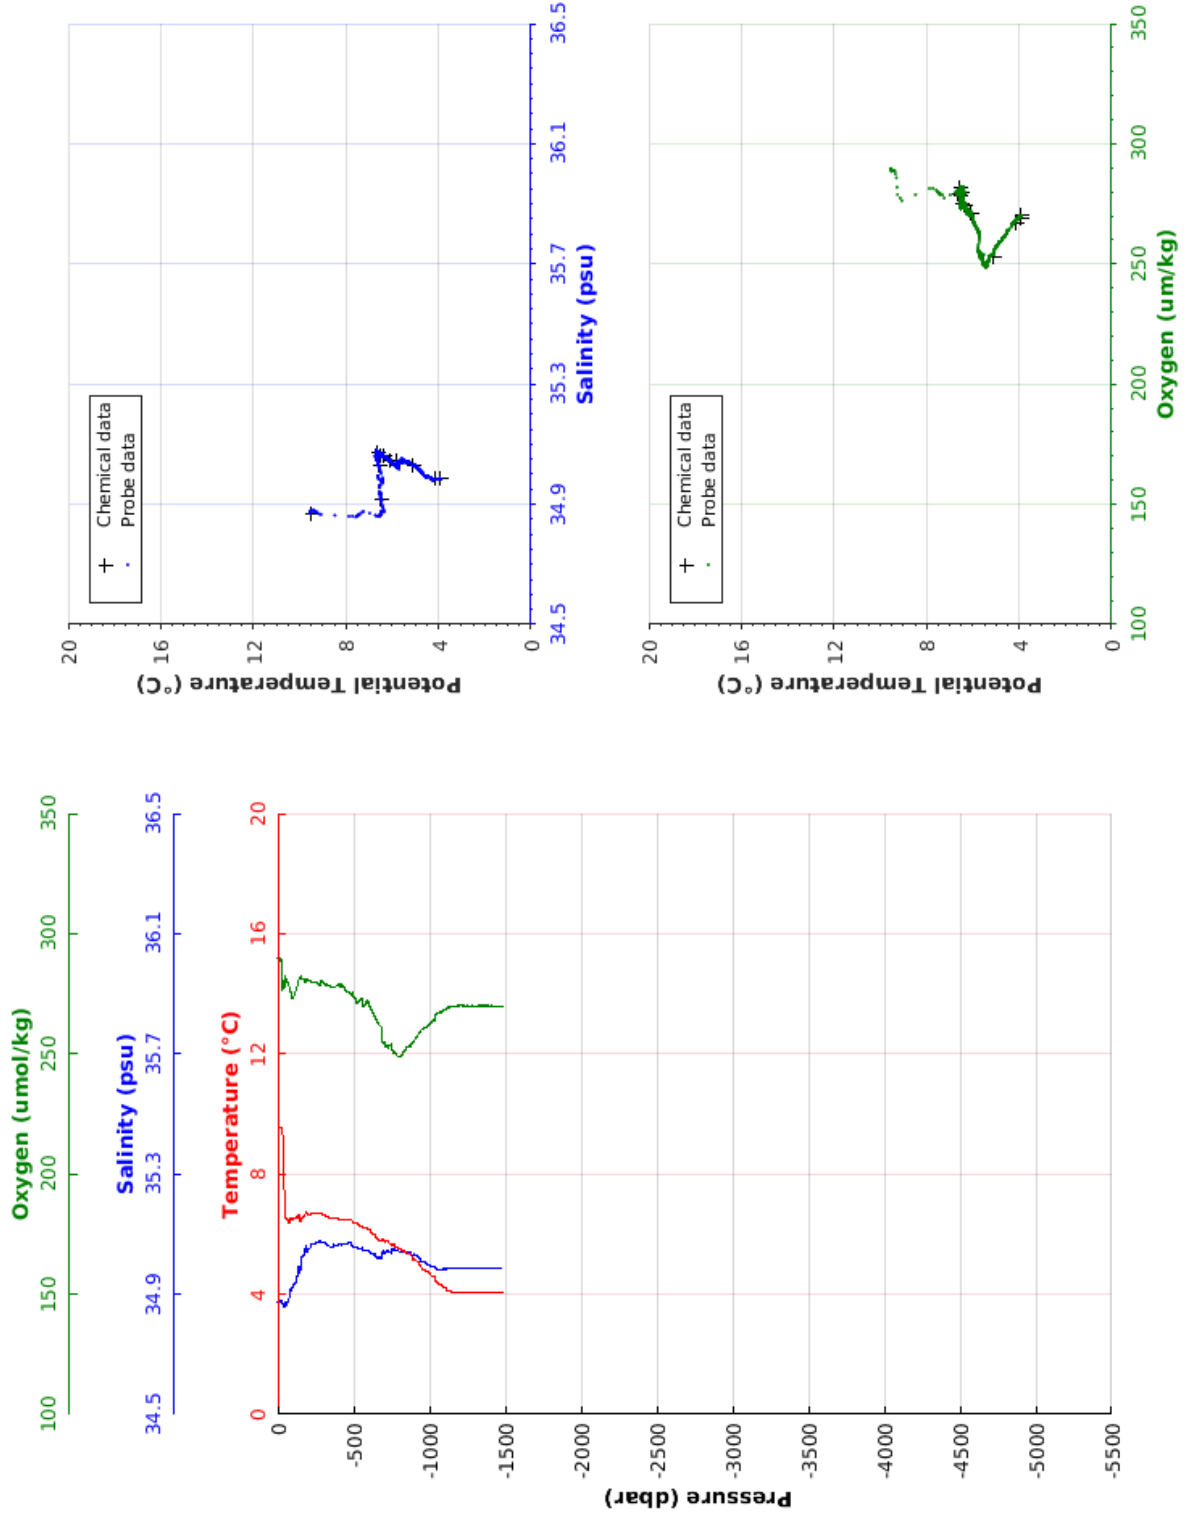 Oxygen (umol/kg)
100 150 200 250 300 350
Salinity (psu)
34.5 34.9 35.3 35.7 36.1 36.5
Temperature (°C)
0 4 8 12 16 20
Pressure (dbar)
0
-500
-1000
-1500
-2000
-2500
-3000
-3500
-4000
-4500
-5000
-5500
Potential Temperature (°C)
20
16
12
8
4
0
Chemical data
Probe data
34.5 34.9 35.3 35.7 36.1 36.5
Salinity (psu)
Potential Temperature (°C)
20
16
12
8
4
0
Chemical data
Probe data
100 150 200 250 300 350
Oxygen (um/kg)